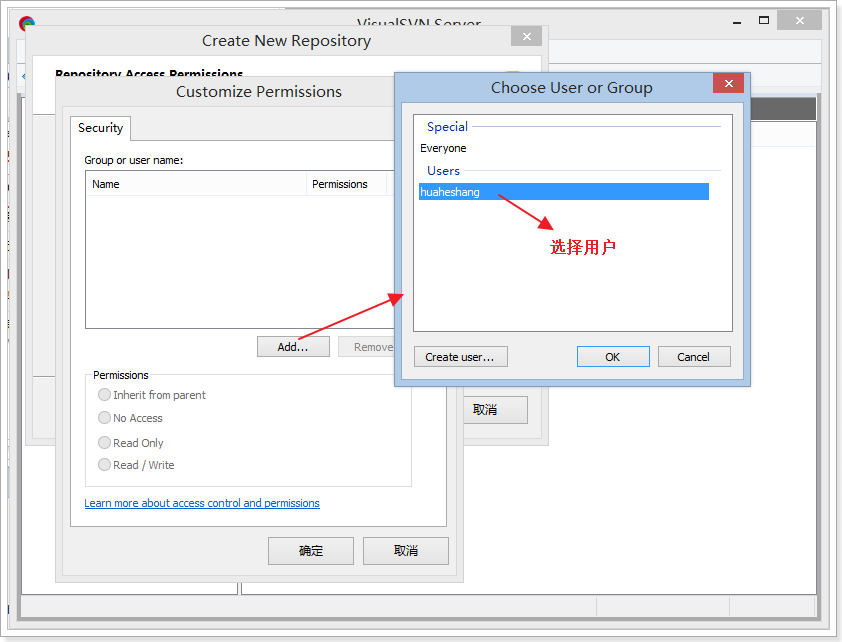 VisualSVN Server
Create New Repository
Repository Access Permissions
Customize Permissions
Security
Group or user name:
Name Permissions
Add... Remove
Permissions
Inherit from parent
No Access
Read Only
Read / Write
Learn more about access control and permissions
确定 取消
取消
Choose User or Group
Special
Everyone
Users
huaheshang
选择用户
Create user... OK Cancel